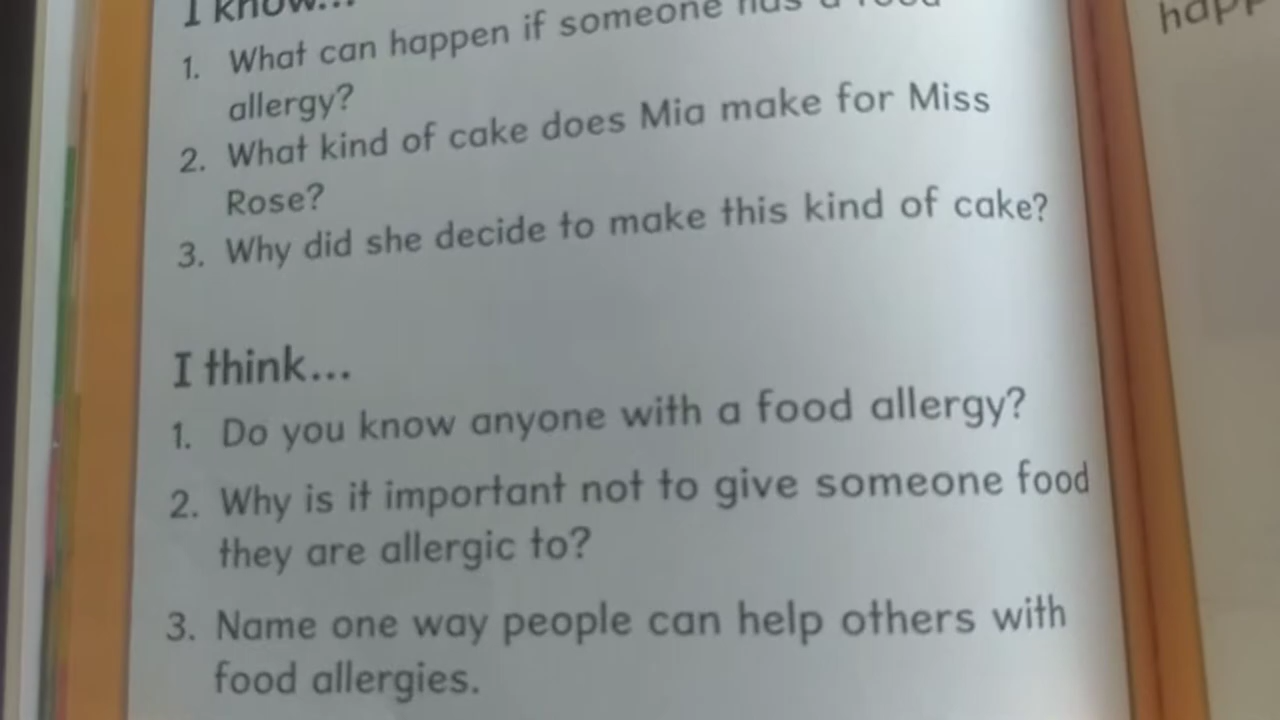 I know...
1. What can happen if someone has a food
allergy?
2. What kind of cake does Mia make for Miss
Rose?
3. Why did she decide to make this kind of cake?
I think...
1. Do you know anyone with a food allergy?
2. Why is it important not to give someone food
they are allergic to?
3. Name one way people can help others with
food allergies.